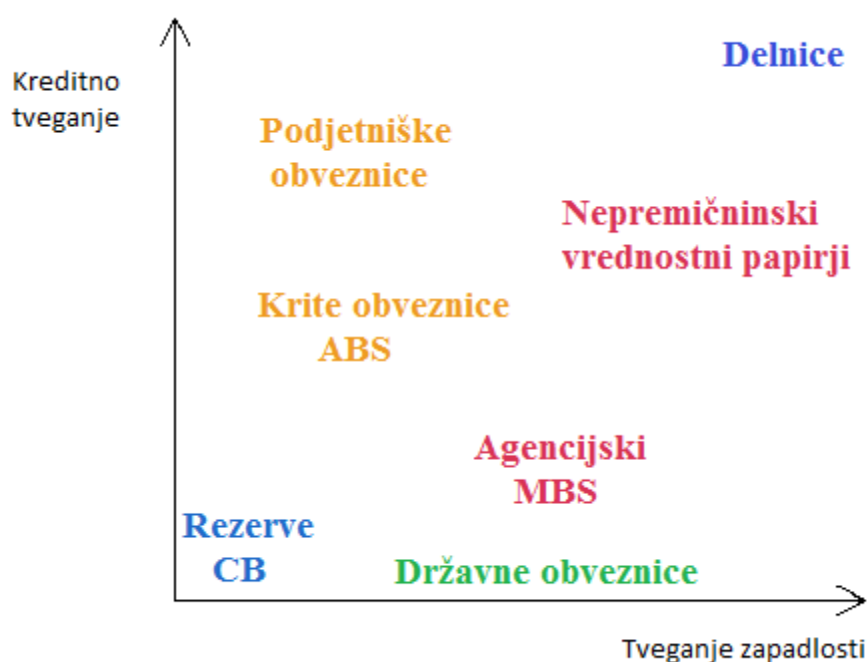 Delnice
Kreditno
tveganje
Podjetniške
obveznice
Nepremičninski
vrednostni papirji
Krite obveznice
ABS
Agencijski
MBS
Rezerve
CB
Državne obveznice
Tveganje zapadlosti